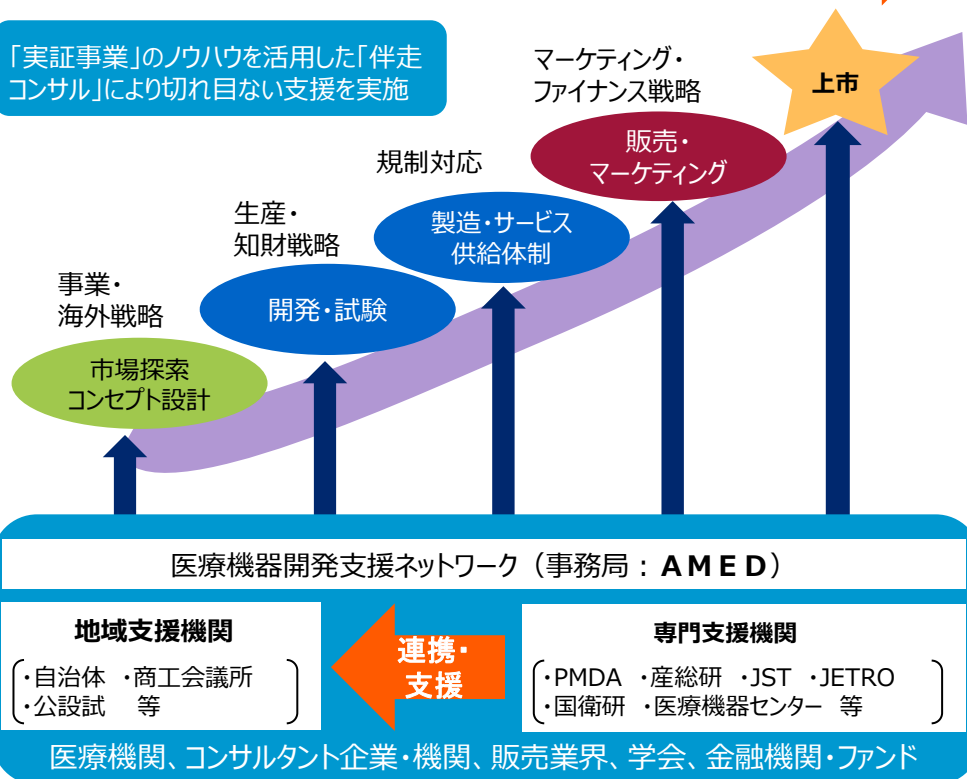 「実証事業」のノウハウを活用した「伴走
コンサル」により切れ目ない支援を実施
マーケティング・
ファイナンス戦略
上市
販売・
マーケティング
規制対応
製造・サービス
供給体制
生産・
知財戦略
開発・試験
事業・
海外戦略
市場探索
コンセプト設計
医療機器開発支援ネットワーク（事務局：AMED）
地域支援機関
・自治体 ・商工会議所
・公設試 等
連携・
支援
専門支援機関
・PMDA ・産総研 ・JST ・JETRO
・国衛研 ・医療機器センター 等
医療機関、コンサルタント企業・機関、販売業界、学会、金融機関・ファンド